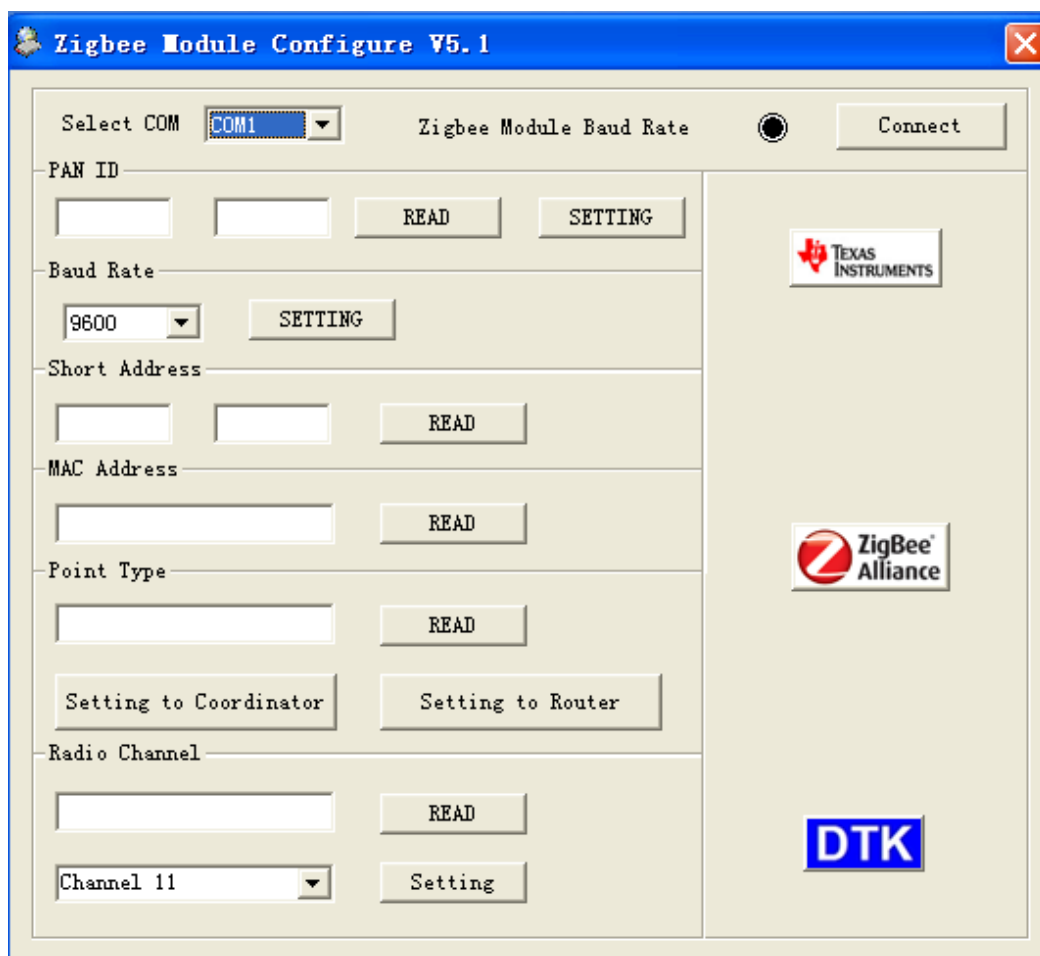 Zigbee Module Configure V5.1
Select COM COM1 Zigbee Module Baud Rate Connect
PAN ID
READ SETTING
TEXAS
INSTRUMENTS
Baud Rate
9600 SETTING
Short Address
READ
MAC Address
READ
ZigBee
Alliance
Point Type
READ
Setting to Coordinator Setting to Router
Radio Channel
READ
DTK
Channel 11 Setting